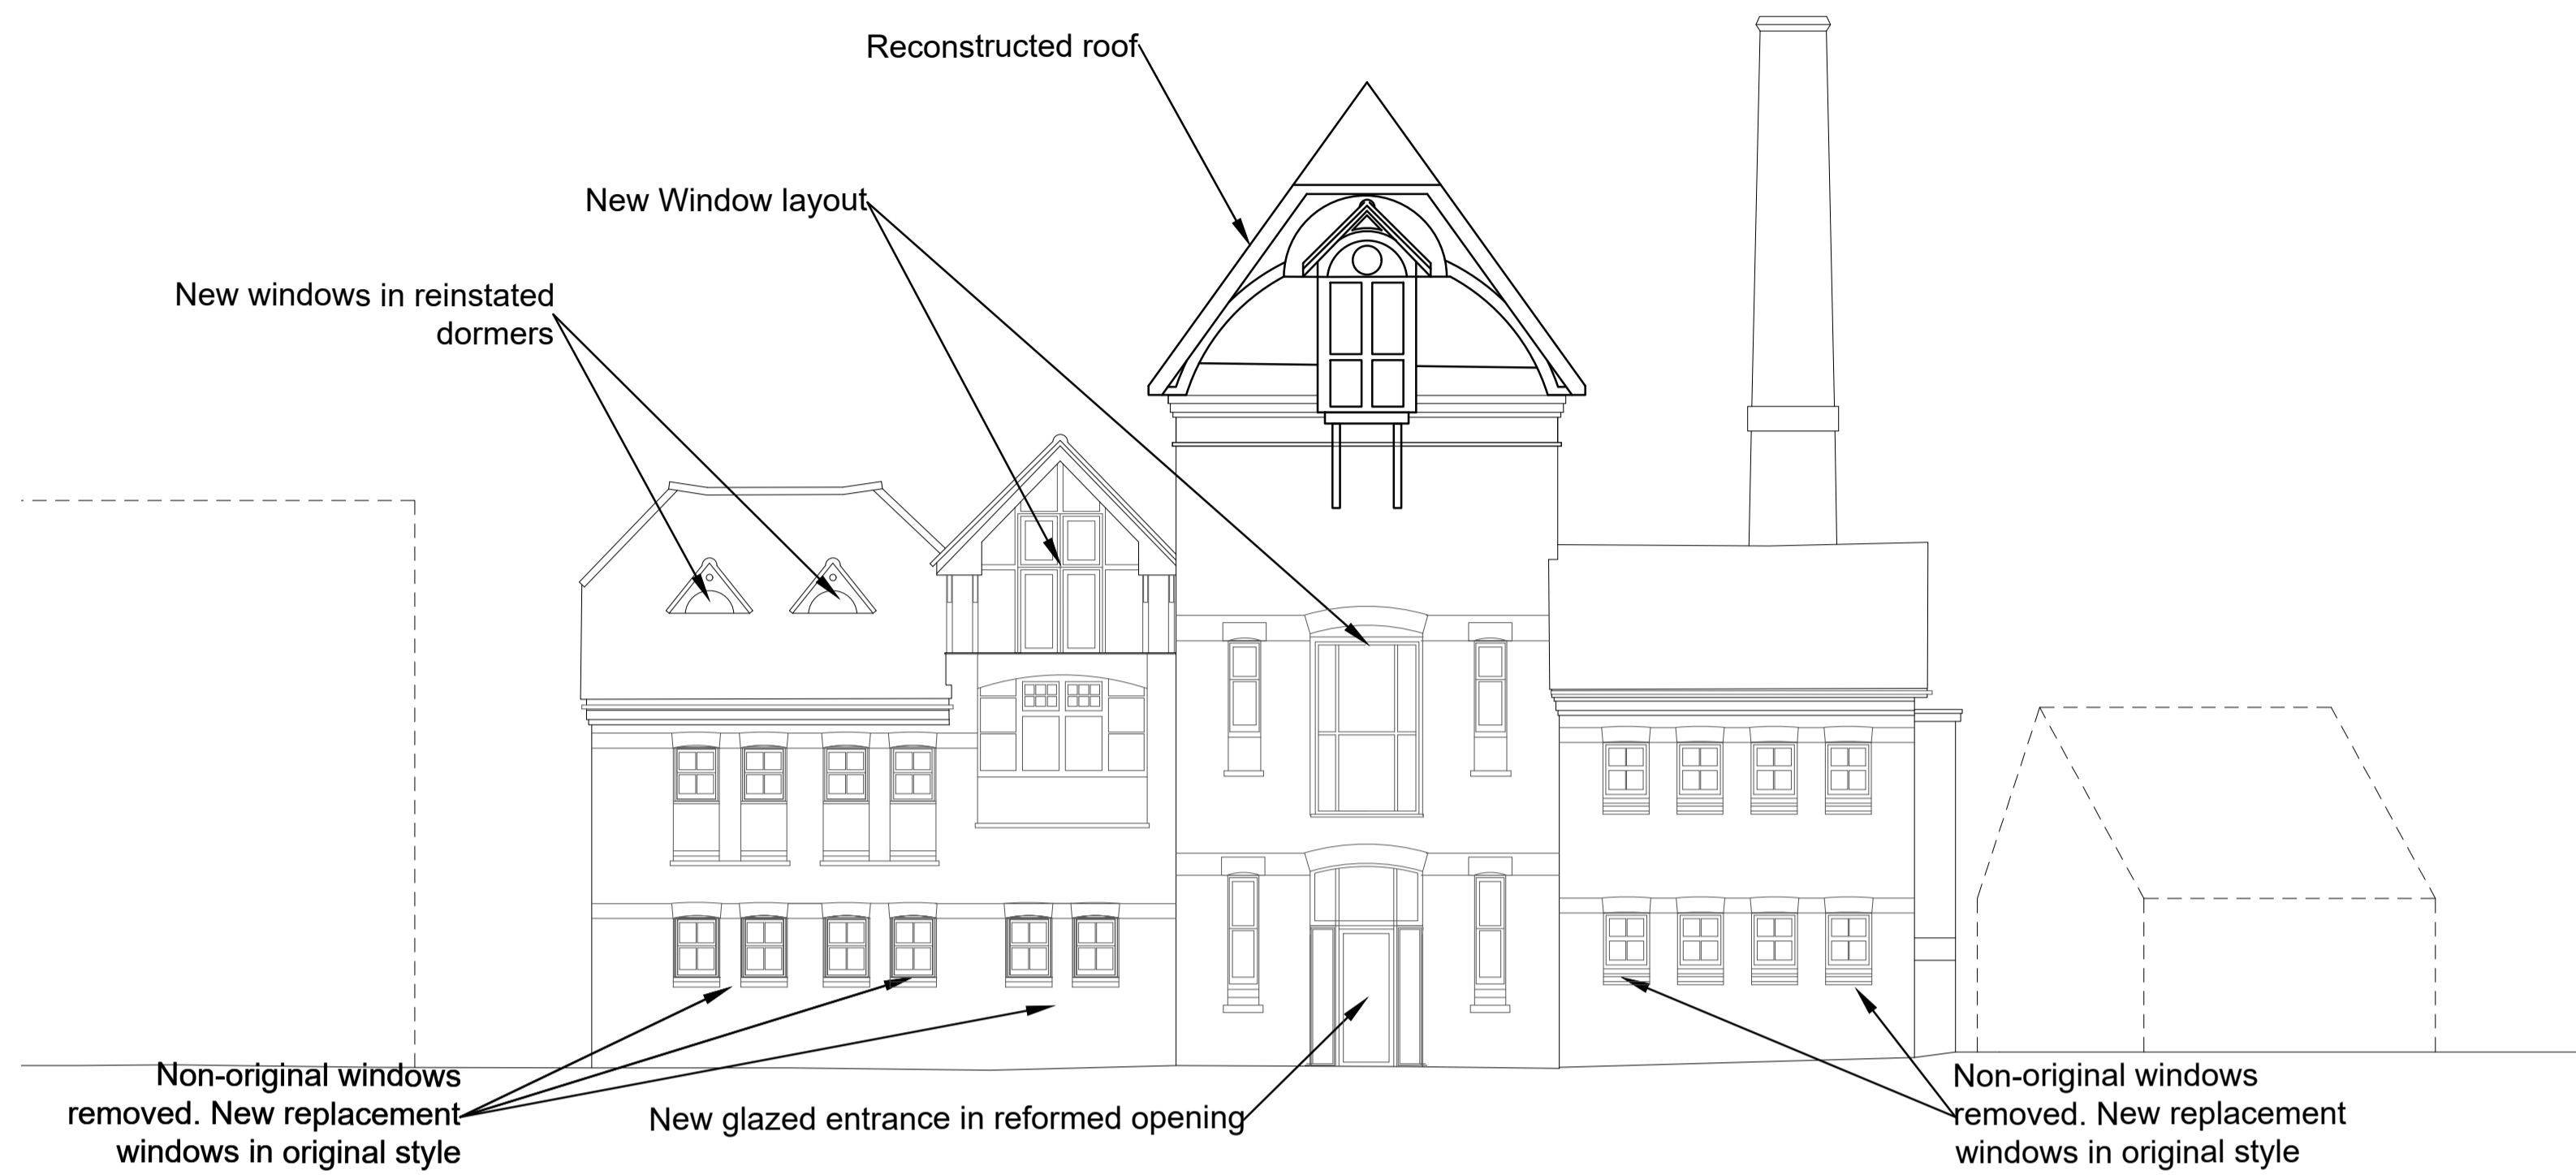 Reconstructed roof
New Window layout
New windows in reinstated
dormers
Non-original windows
removed. New replacement
windows in original style
New glazed entrance in reformed opening
Non-original windows
removed. New replacement
windows in original style